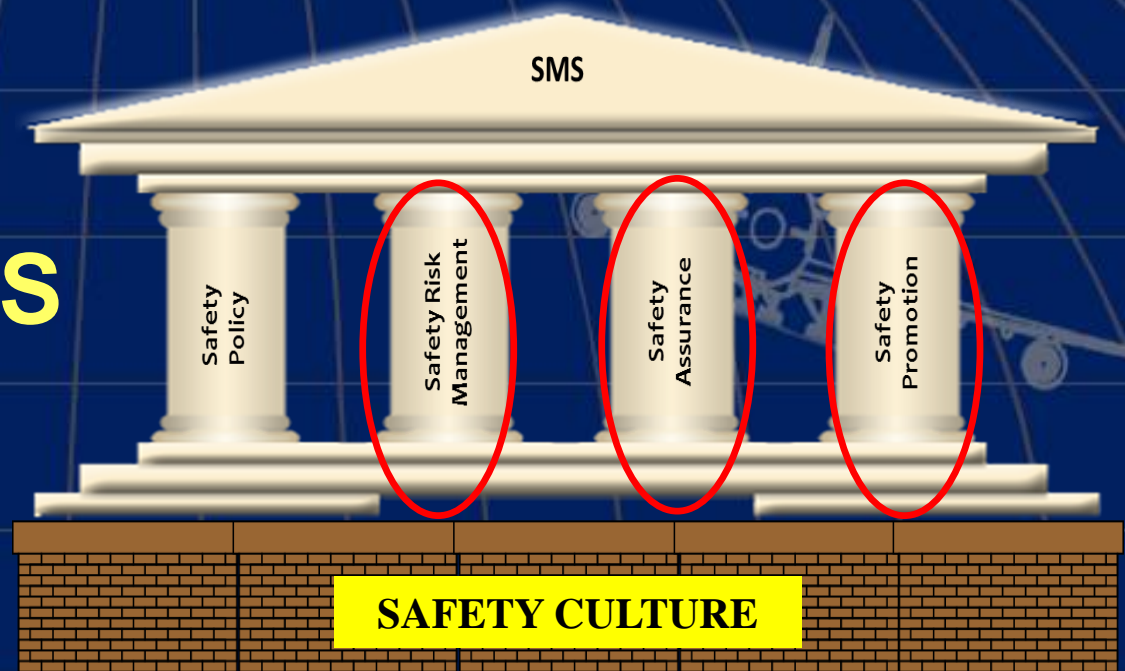 SMS
S
Safety
Policy
Safety Risk
Management
Safety
Assurance
Safety
Promotion
SAFETY CULTURE